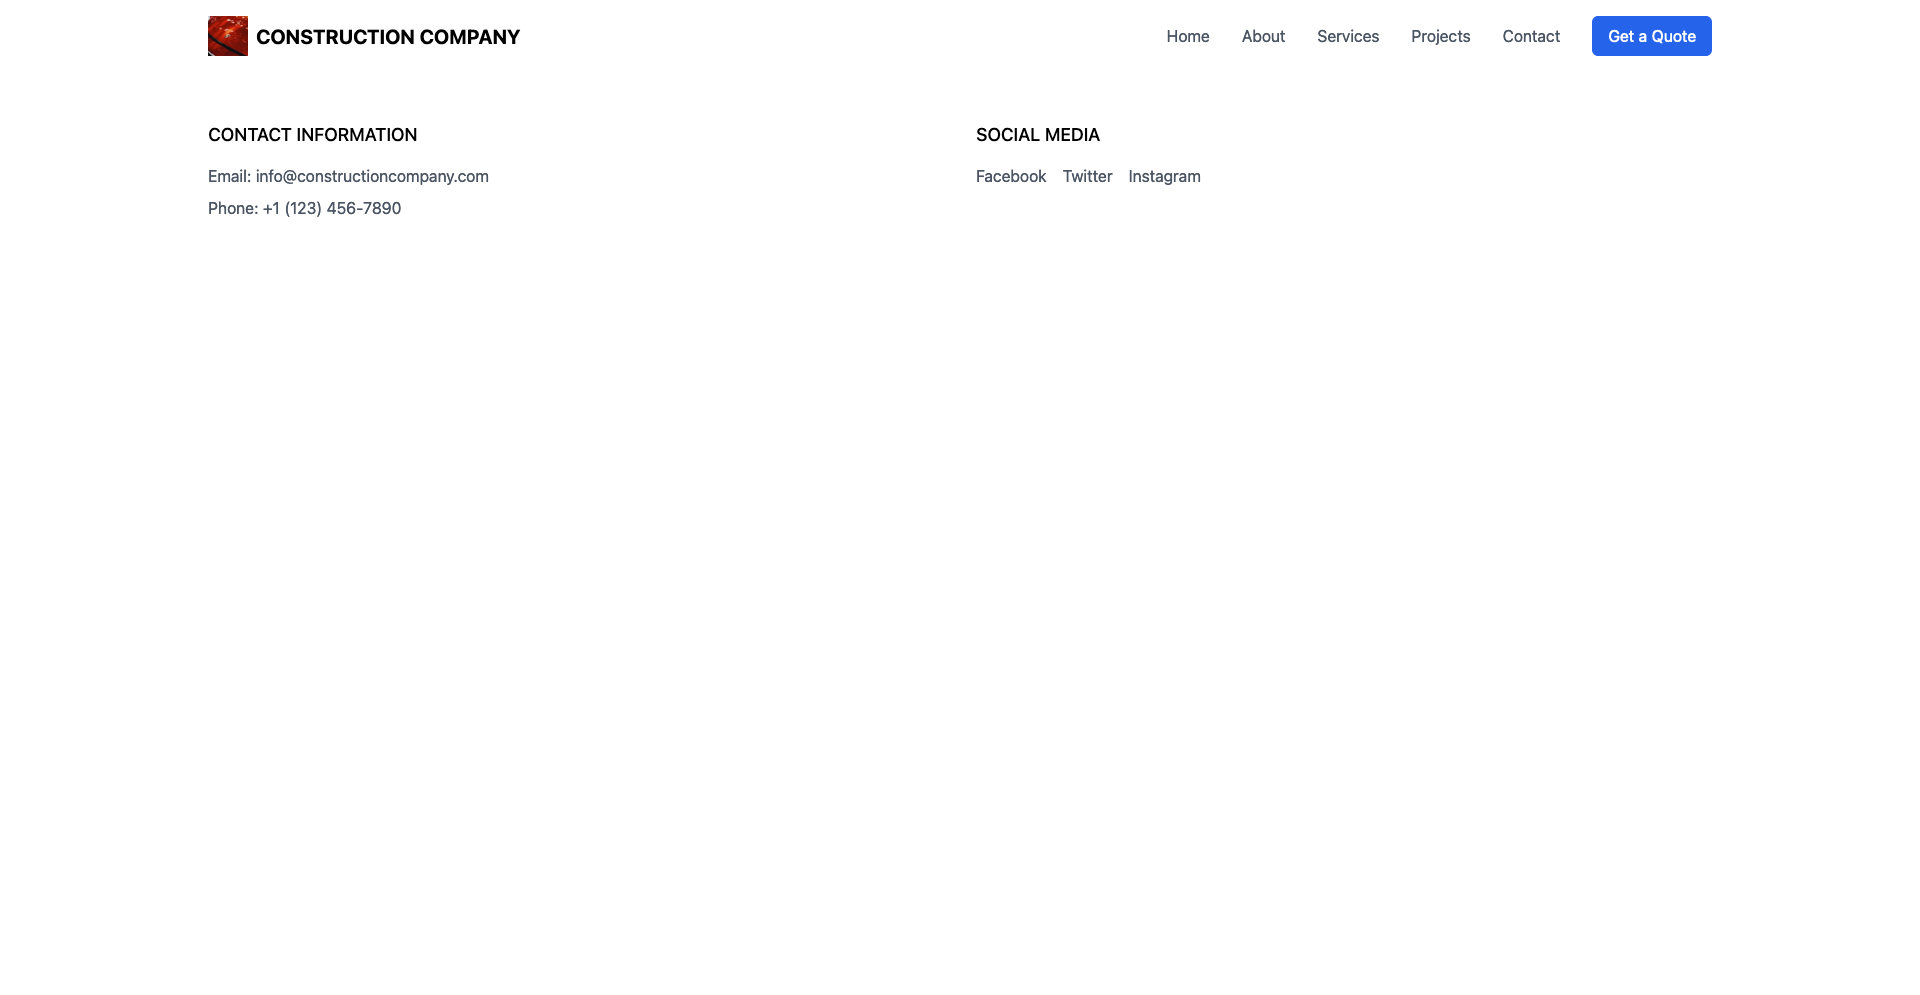 CONSTRUCTION COMPANY
Home About Services Projects Contact Get a Quote
CONTACT INFORMATION
Email: info@constructioncompany.com
Phone: +1 (123) 456-7890
SOCIAL MEDIA
Facebook Twitter Instagram